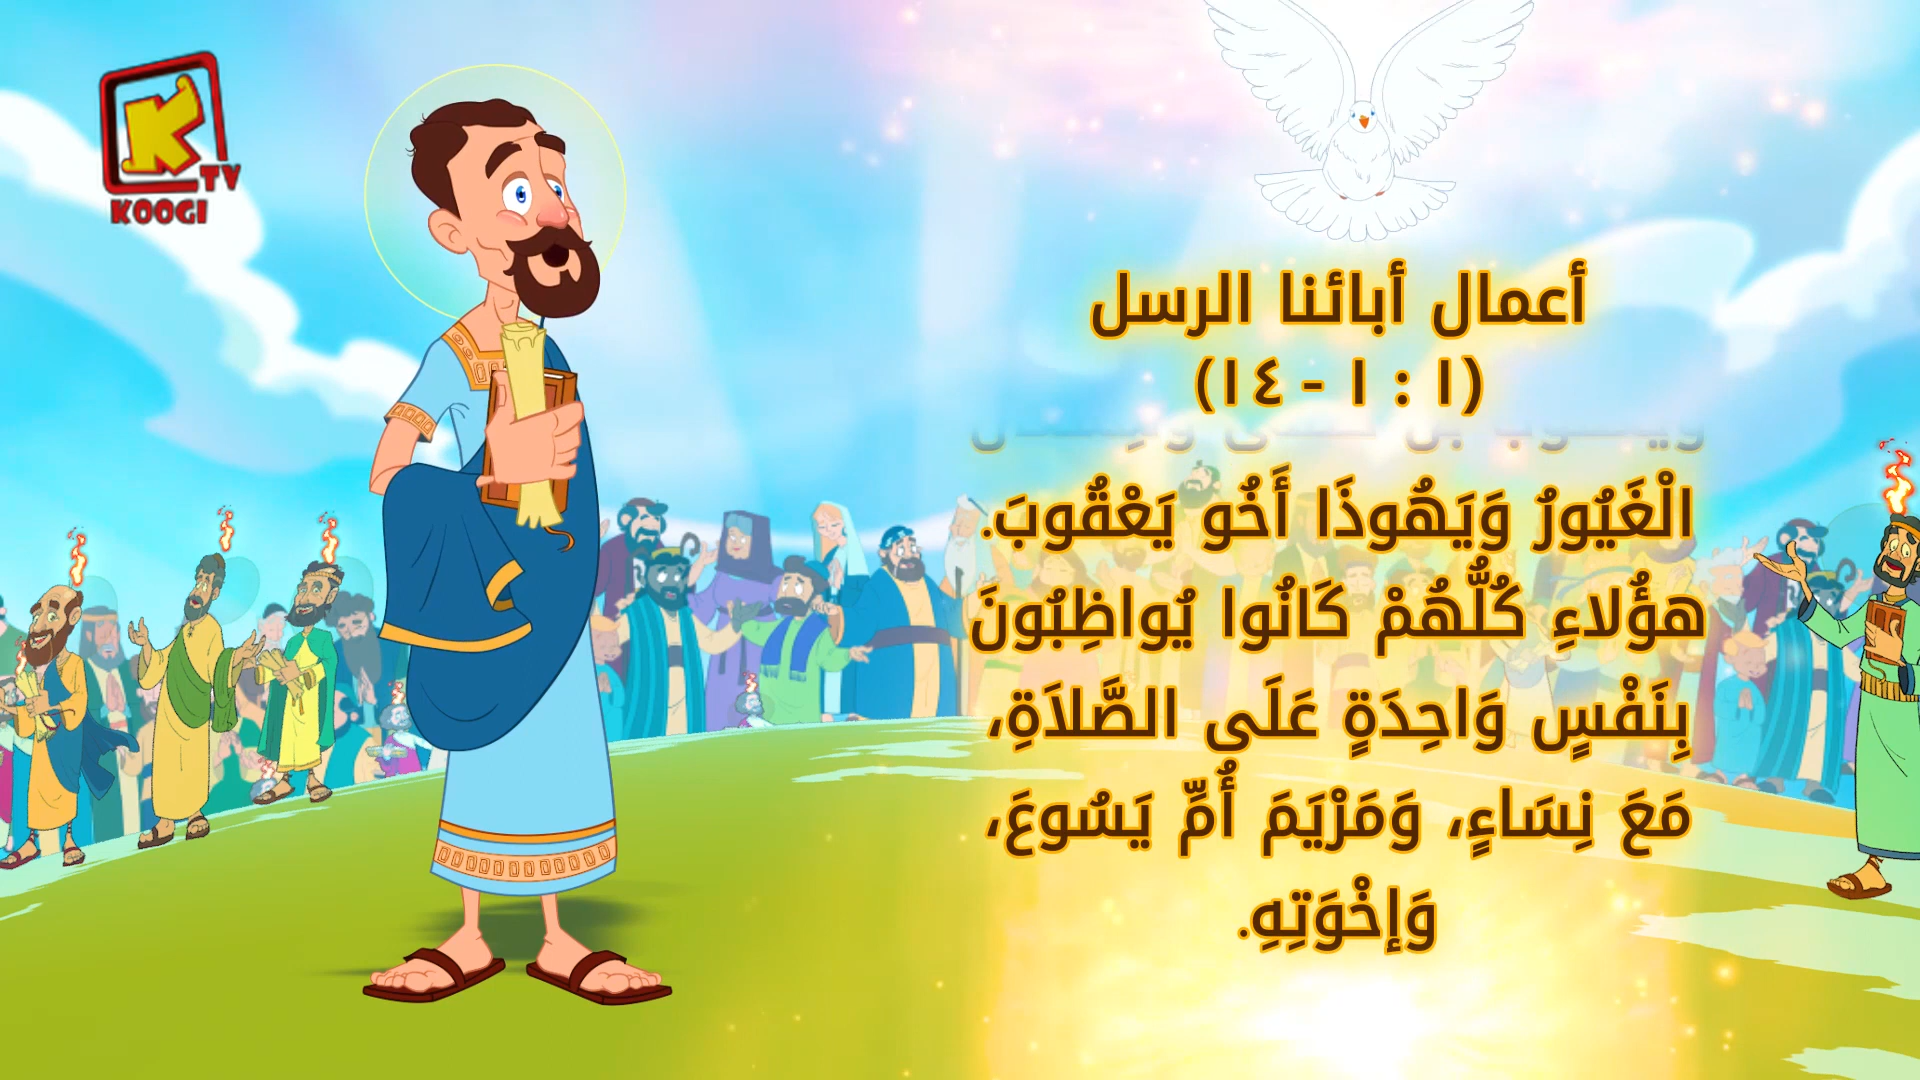 K TV
KOOGI
أعمال أبائنا الرسل
(١ : ١ - ١٤)
الْغَيُورُ وَيَهُوذَا أَخُو يَعْقُوبَ.
هؤُلاءِ كُلُّهُمْ كَانُوا يُواظِبُونَ
بِنَفْسٍ وَاحِدَةٍ عَلَى الصَّلاَةِ،
مَعَ نِسَاءٍ، وَمَرْيَمَ أُمِّ يَسُوعَ،
وَإخْوَتِهِ.